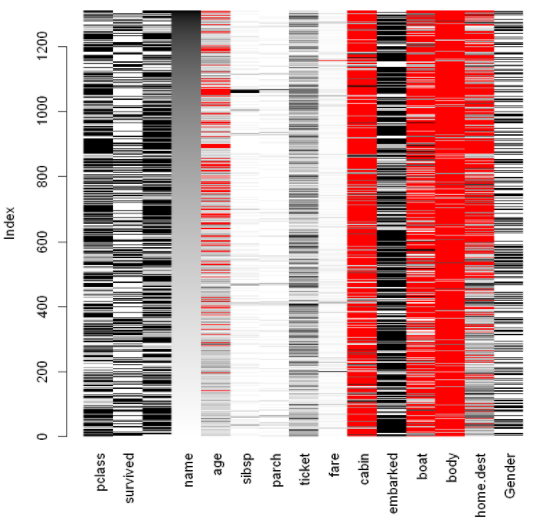 Index
1200
1000
800
600
400
200
0
pclass
survived
name
age
sibsp
parch
ticket
fare
cabin
embarked
boat
body
home.dest
Gender